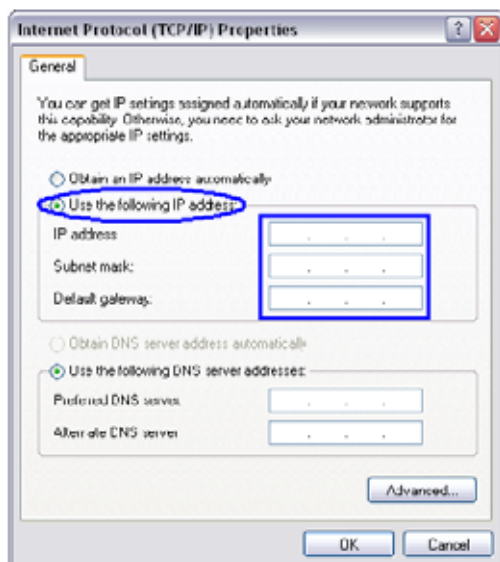 Internet Protocol (TCP/IP) Properties
General
You can get IP settings assigned automatically if your network supports
this capability. Otherwise, you need to ask your network administrator for
the appropriate IP settings.
Obtain an IP address automatically
Use the following IP address:
IP address
Subnet mask:
Default gateway:
Obtain DNS server address automatically
Use the following DNS server addresses:
Preferred DNS server
Alternate DNS server
Advanced...
OK
Cancel